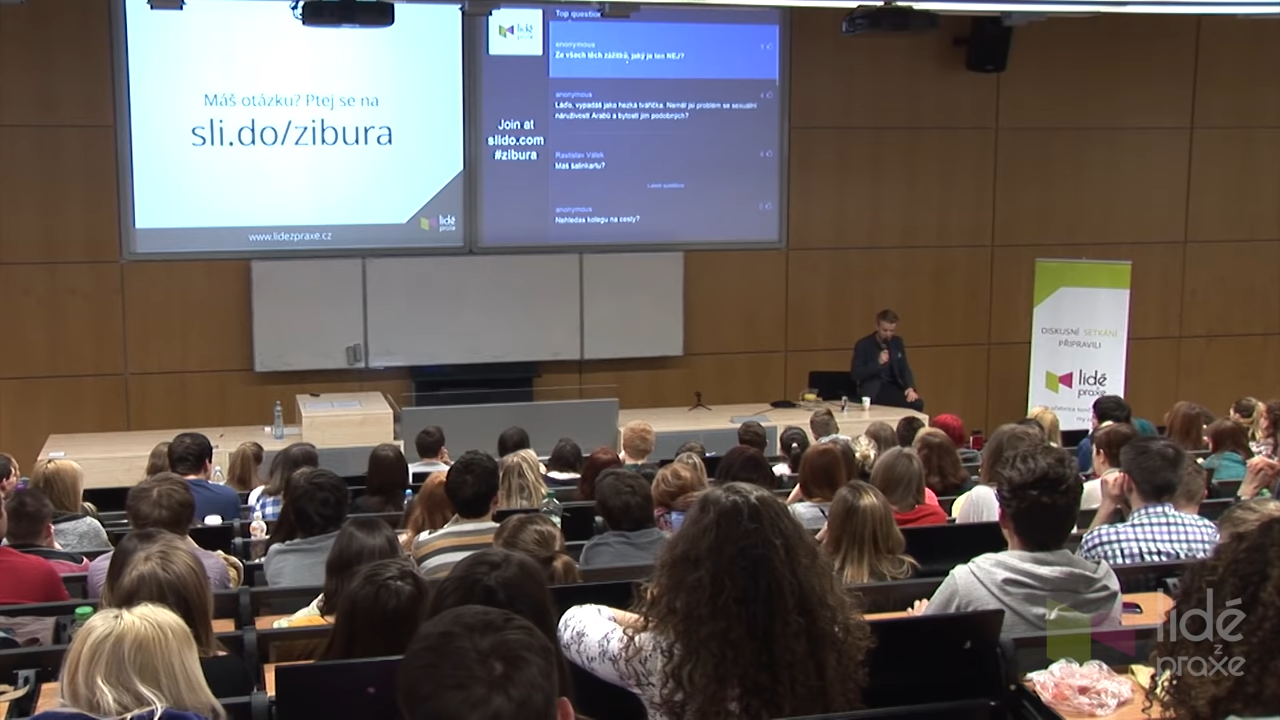 Máš otázku? Ptej se na
sli.do/zibura
lidé
z
praxe
www.lidezpraxe.cz
Top question
anonymous
Ze všech těch zážitků, jaký je ten NEJ?
anonymous
Láďo, vypadáš jako hezká tvářička. Neměl jsi problém se sexuální
náruživostí Arabů a bytostí jim podobných?
Rastislav Válek
Máš šalinkartu?
anonymous
Nehledas kolegu na cesty?
Join at
slido.com
#zibura
DISKUSNÍ SETKÁNÍ
PŘIPRAVILI
lidé
z
praxe
lidé
z
praxe